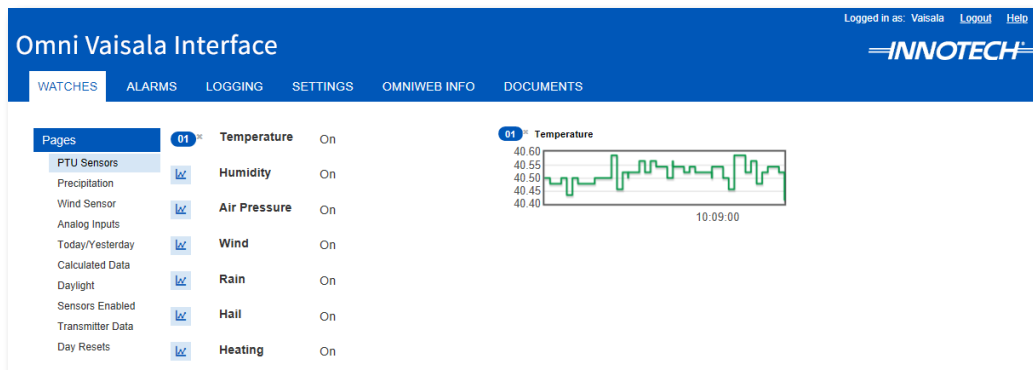 Logged in as: Vaisala Logout Help
Omni Vaisala Interface
INNOTECH
WATCHES ALARMS LOGGING SETTINGS OMNIWEB INFO DOCUMENTS
Pages
PTU Sensors
Precipitation
Wind Sensor
Analog Inputs
Today/Yesterday
Calculated Data
Daylight
Sensors Enabled
Transmitter Data
Day Resets
01 Temperature On
Humidity On
Air Pressure On
Wind On
Rain On
Hail On
Heating On
01 Temperature
40.60
40.55
40.50
40.45
40.40
10:09:00